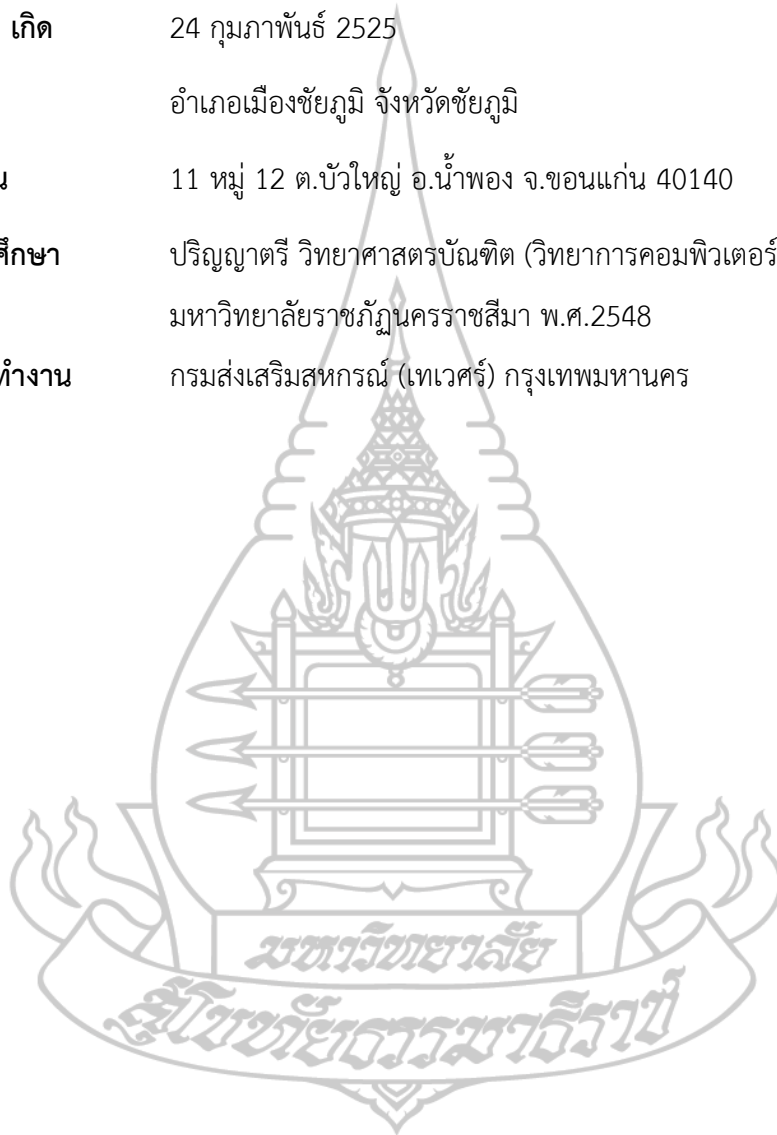 เกิด 24 กุมภาพันธ์ 2525
อำเภอเมืองชัยภูมิ จังหวัดชัยภูมิ
น 11 หมู่ 12 ต.บัวใหญ่ อ.น้ำพอง จ.ขอนแก่น 40140
ศึกษา ปริญญาตรี วิทยาศาสตรบัณฑิต (วิทยาการคอมพิวเตอร์
มหาวิทยาลัยราชภัฏนครราชสีมา พ.ศ.2548
ทำงาน กรมส่งเสริมสหกรณ์ (เทเวศร์) กรุงเทพมหานคร
มหาวิทยาลัย
สุโขทัยธรรมาธิราช